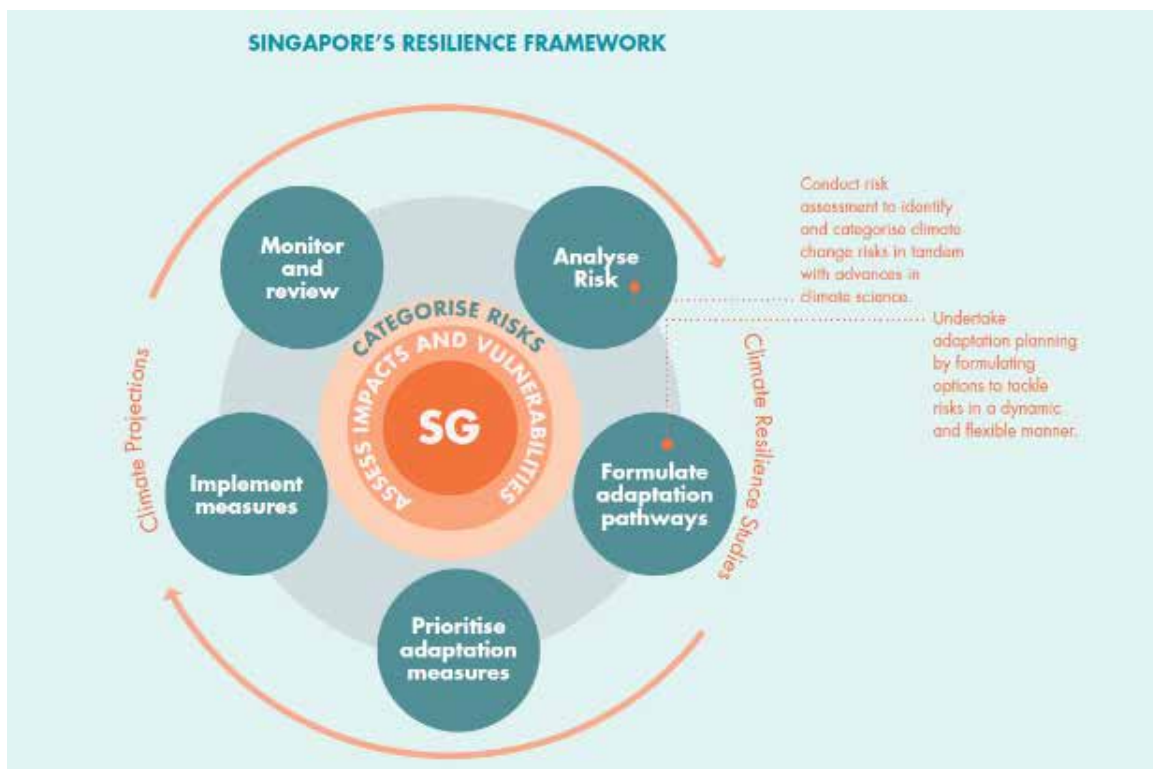 SINGAPORE'S RESILIENCE FRAMEWORK
Monitor
and
review
Analyse
Risk
Conduct risk
assessment to identify
and categorise climate
change risks in tandem
with advances in
climate science.
Undertake
adaptation planning
by formulating
options to tackle
risks in a dynamic
and flexible manner.
CATEGORISE RISKS
ASSESS IMPACTS AND VULNERABILITIES
SG
Climate Projections
Climate Resilience Studies
Implement
measures
Formulate
adaptation
pathways
Prioritise
adaptation
measures